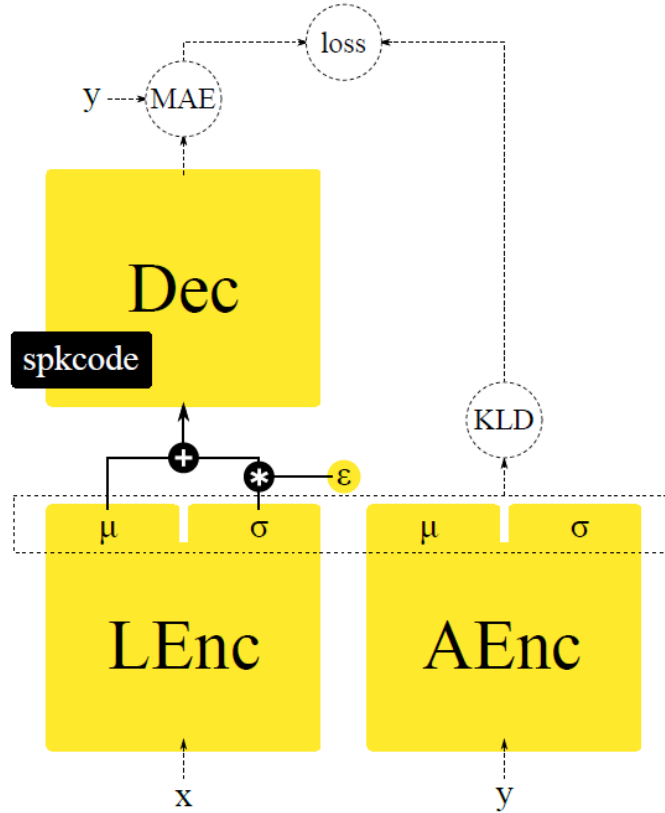 loss
y
MAE
Dec
spkcode
KLD
+
*
ε
μ
σ
μ
σ
LEnc
AEnc
x
y